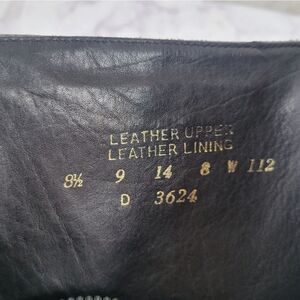 LEATHER UPPER
LEATHER LINING
8½ 9 14 8 W 112
D 3624